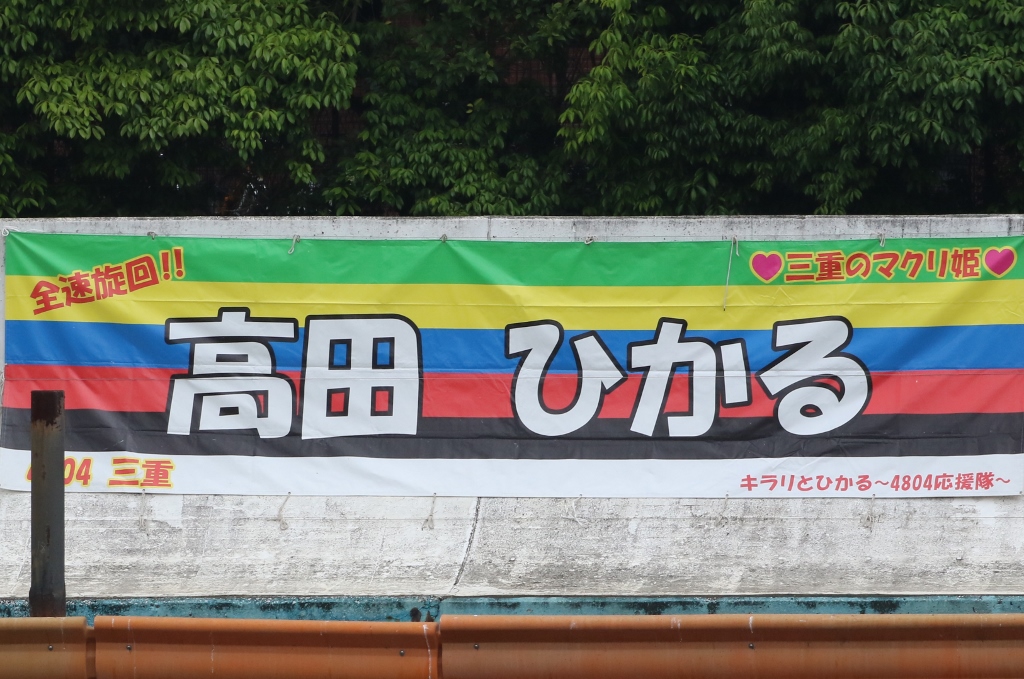 全速旋回!!
♥三重のマクリ姫♥
高田 ひかる
4804 三重
キラリとひかる〜4804応援隊〜